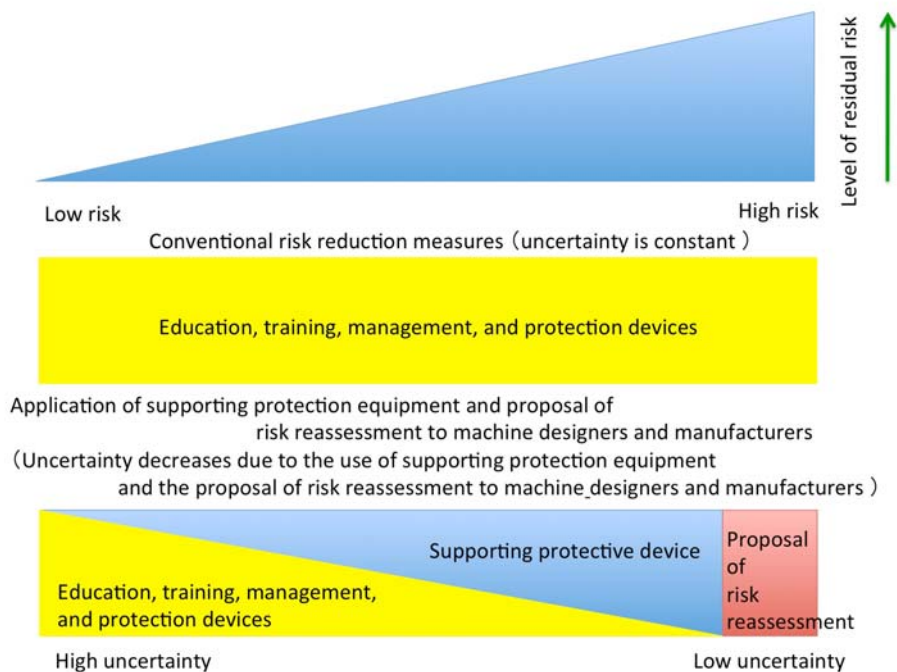 Level of residual risk
Low risk
High risk
Conventional risk reduction measures (uncertainty is constant )
Education, training, management, and protection devices
Application of supporting protection equipment and proposal of
risk reassessment to machine designers and manufacturers
(Uncertainty decreases due to the use of supporting protection equipment
and the proposal of risk reassessment to machine_designers and manufacturers )
Supporting protective device
Proposal
of
risk
reassessment
Education, training, management,
and protection devices
High uncertainty
Low uncertainty